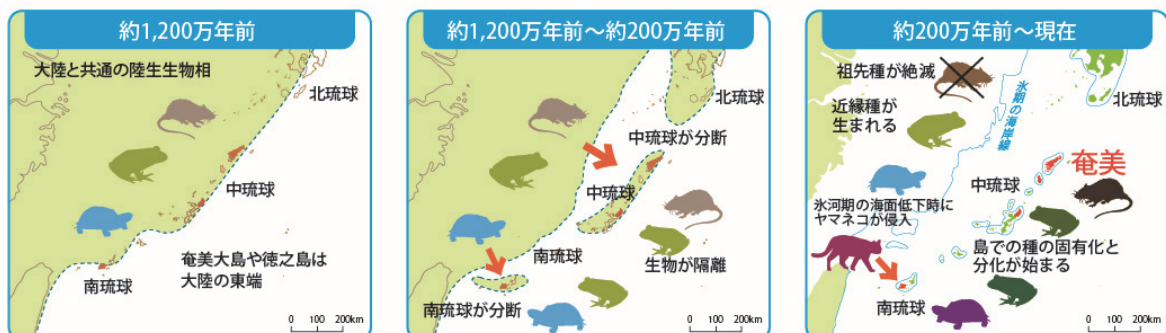 約1,200万年前
大陸と共通の陸生生物相
北琉球
中琉球
奄美大島や徳之島は
大陸の東端
南琉球
0 100 200km
約1,200万年前～約200万年前
北琉球
中琉球が分断
中琉球
南琉球
生物が隔離
南琉球が分断
0 100 200km
約200万年前～現在
祖先種が絶滅
近縁種が
生まれる
氷期の海岸線
北琉球
奄美
中琉球
氷河期の海面低下時に
ヤマネコが侵入
島での種の固有化と
分化が始まる
南琉球
0 100 200km